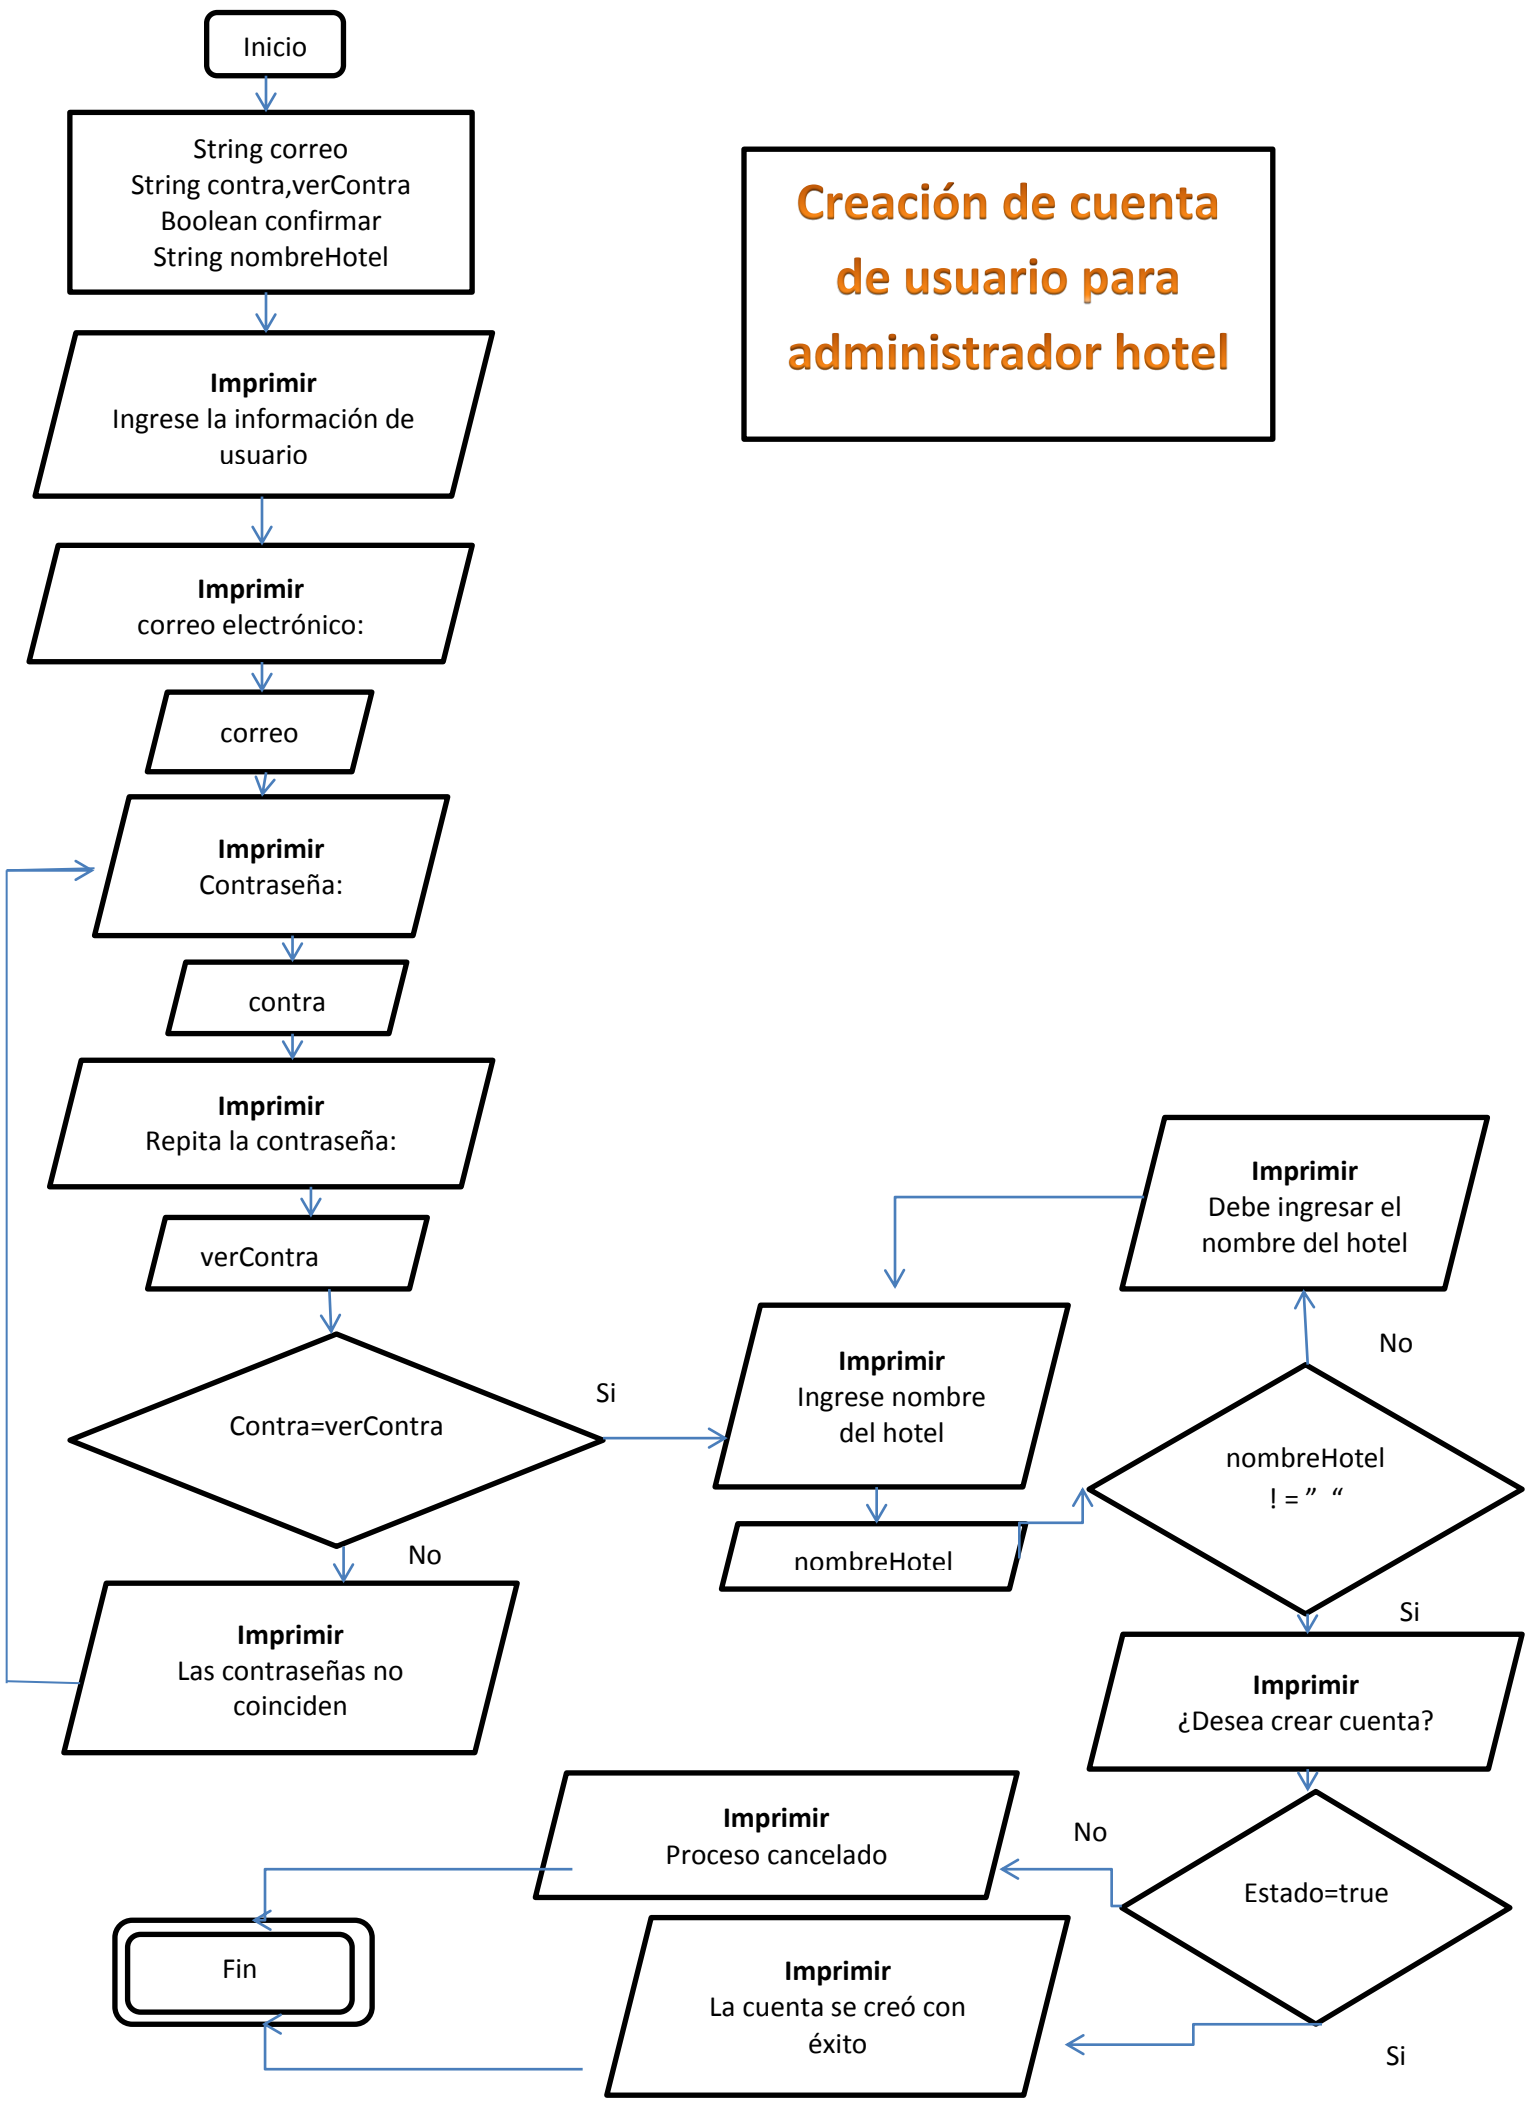 Inicio
String correo
String contra,verContra
Boolean confirmar
String nombreHotel
Creación de cuenta
de usuario para
administrador hotel
Imprimir
Ingrese la información de
usuario
Imprimir
correo electrónico:
correo
Imprimir
Contraseña:
contra
Imprimir
Repita la contraseña:
verContra
Contra=verContra
Si
No
Imprimir
Las contraseñas no
coinciden
Imprimir
Ingrese nombre
del hotel
nombreHotel
nombreHotel
! = ”  “
No
Imprimir
Debe ingresar el
nombre del hotel
Si
Imprimir
¿Desea crear cuenta?
Estado=true
No
Imprimir
Proceso cancelado
Si
Imprimir
La cuenta se creó con
éxito
Fin